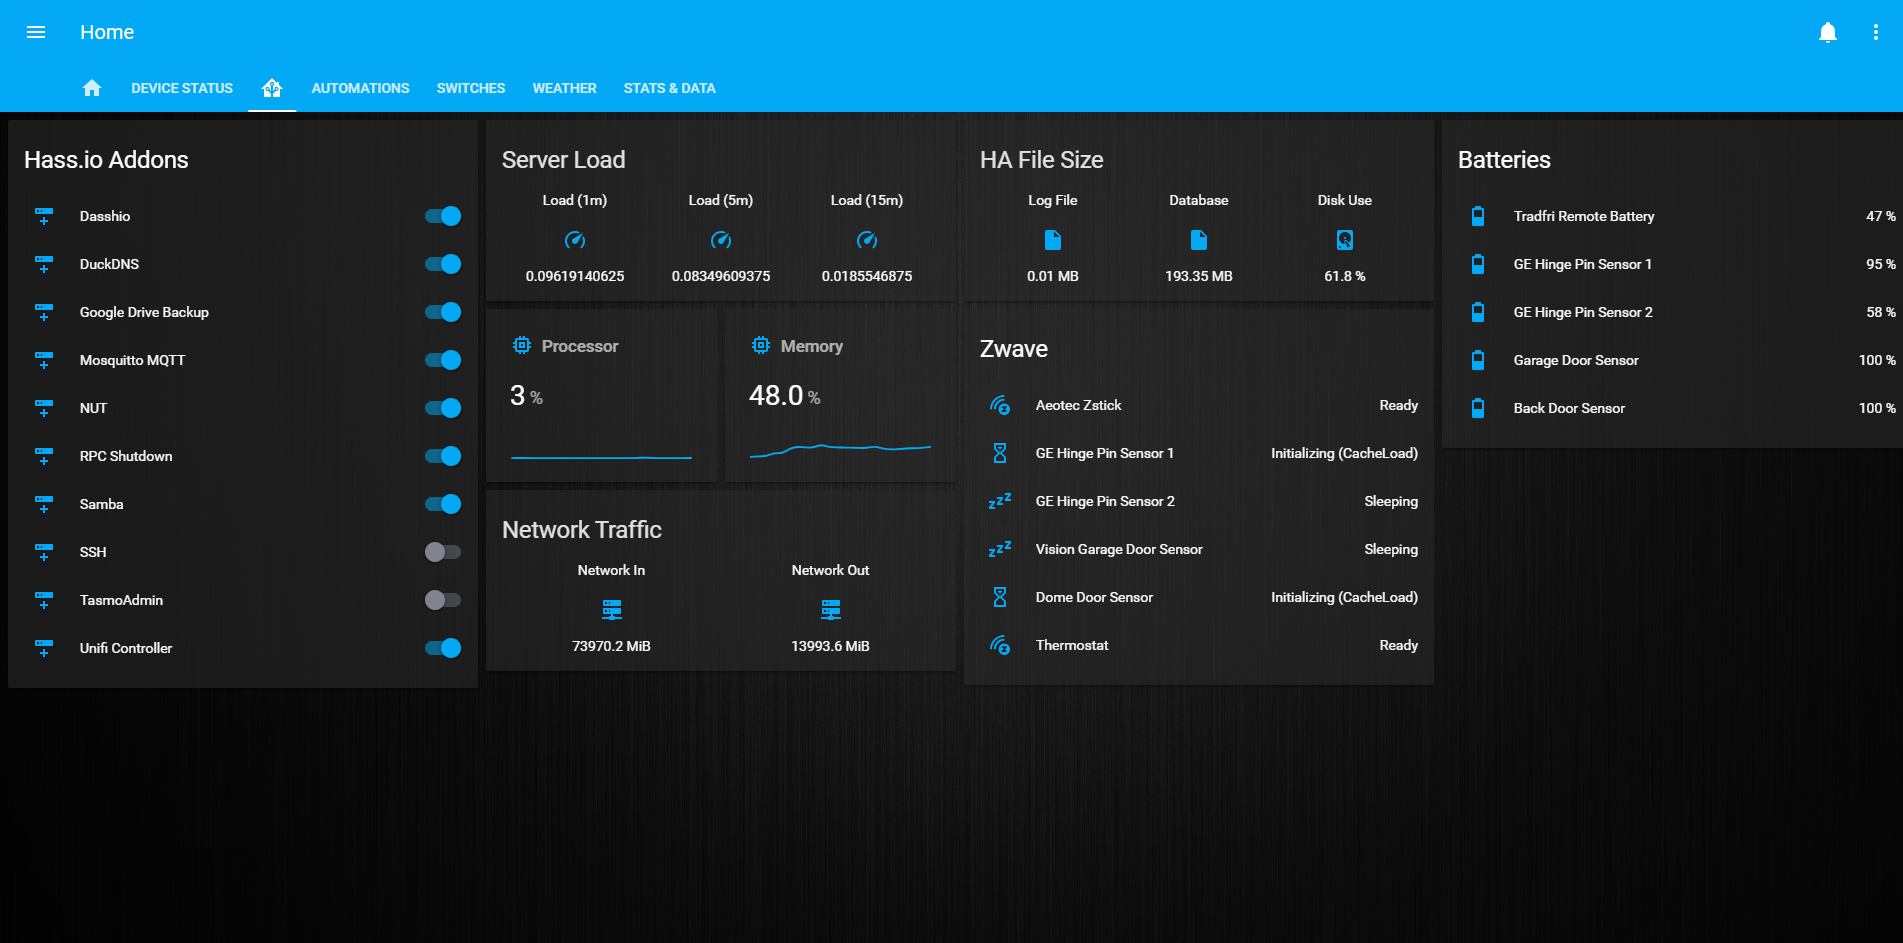 Home
DEVICE STATUS
AUTOMATIONS
SWITCHES
WEATHER
STATS & DATA
Hass.io Addons
Dasshio
DuckDNS
Google Drive Backup
Mosquitto MQTT
NUT
RPC Shutdown
Samba
SSH
TasmoAdmin
Unifi Controller
Server Load
Load (1m) Load (5m) Load (15m)
0.09619140625 0.08349609375 0.0185546875
Processor
3 %
Memory
48.0 %
Network Traffic
Network In Network Out
73970.2 MiB 13993.6 MiB
HA File Size
Log File Database Disk Use
0.01 MB 193.35 MB 61.8 %
Zwave
Aeotec Zstick Ready
GE Hinge Pin Sensor 1 Initializing (CacheLoad)
GE Hinge Pin Sensor 2 Sleeping
Vision Garage Door Sensor Sleeping
Dome Door Sensor Initializing (CacheLoad)
Thermostat Ready
Batteries
Tradfri Remote Battery 47 %
GE Hinge Pin Sensor 1 95 %
GE Hinge Pin Sensor 2 58 %
Garage Door Sensor 100 %
Back Door Sensor 100 %